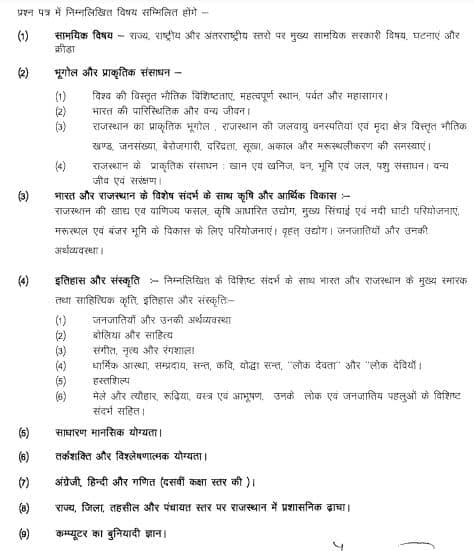 प्रश्न पत्र में निम्नलिखित विषय सम्मिलित होंगे –
(1) सामयिक विषय – राज्य, राष्ट्रीय और अंतरराष्ट्रीय स्तरो पर मुख्य सामयिक सरकारी विषय, घटनाएं और
क्रीडा
(2) भूगोल और प्राकृतिक संसाधन –
(1) विश्व की विस्तृत भौतिक विशिष्टताए, महत्वपूर्ण स्थान, पर्वत और महासागर।
(2) भारत की पारिस्थितिक और वन्य जीवन।
(3) राजस्थान का प्राकृतिक भूगोल , राजस्थान की जलवायु वनस्पतियां एवं मृदा क्षेत्र विस्तृत भौतिक
खण्ड, जनसंख्या, बेरोजगारी, दरिद्रता, सूखा, अकाल और मरूस्थलीकरण की समस्याएं।
(4) राजस्थान के प्राकृतिक संसाधन : खान एवं खनिज, वन, भूमि एवं जल, पशु संसाधन। वन्य
जीव एवं संरक्षण।
(3) भारत और राजस्थान के विशेष संदर्भ के साथ कृषि और आर्थिक विकास :–
राजस्थान की खाद्य एवं वाणिज्य फसल, कृषि आधारित उद्योग, मुख्य सिंचाई एवं नदी घाटी परियोजनाएं,
मरूस्थल एवं बंजर भूमि के विकास के लिए परियोजनाएं। वृहत् उद्योग। जनजातियों और उनकी
अर्थव्यवस्था।
(4) इतिहास और संस्कृति :– निम्नलिखित के विशिष्ट संदर्भ के साथ भारत और राजस्थान के मुख्य स्मारक
तथा साहित्यिक कृति, इतिहास और संस्कृतिः–
(1) जनजातियों और उनकी अर्थव्यवस्था
(2) बोलिया और साहित्य
(3) संगीत, नृत्य और रंगशाला
(4) धार्मिक आस्था, सम्प्रदाय, सन्त, कवि, योद्धा सन्त, "लोक देवता" और "लोक देवियों।
(5) हस्तशिल्प
(6) मेले और त्यौहार, रूढ़िया, वस्त्र एवं आभूषण, उनके लोक एवं जनजातिय पहलुओं के विशिष्ट
संदर्भ सहित।
(5) साधारण मानसिक योग्यता।
(6) तर्कशक्ति और विश्लेषणात्मक योग्यता।
(7) अंग्रेजी, हिन्दी और गणित (दसवीं कक्षा स्तर की )।
(8) राज्य, जिला, तहसील और पंचायत स्तर पर राजस्थान में प्रशासनिक ढ़ाचा।
(9) कम्प्यूटर का बुनियादी ज्ञान।